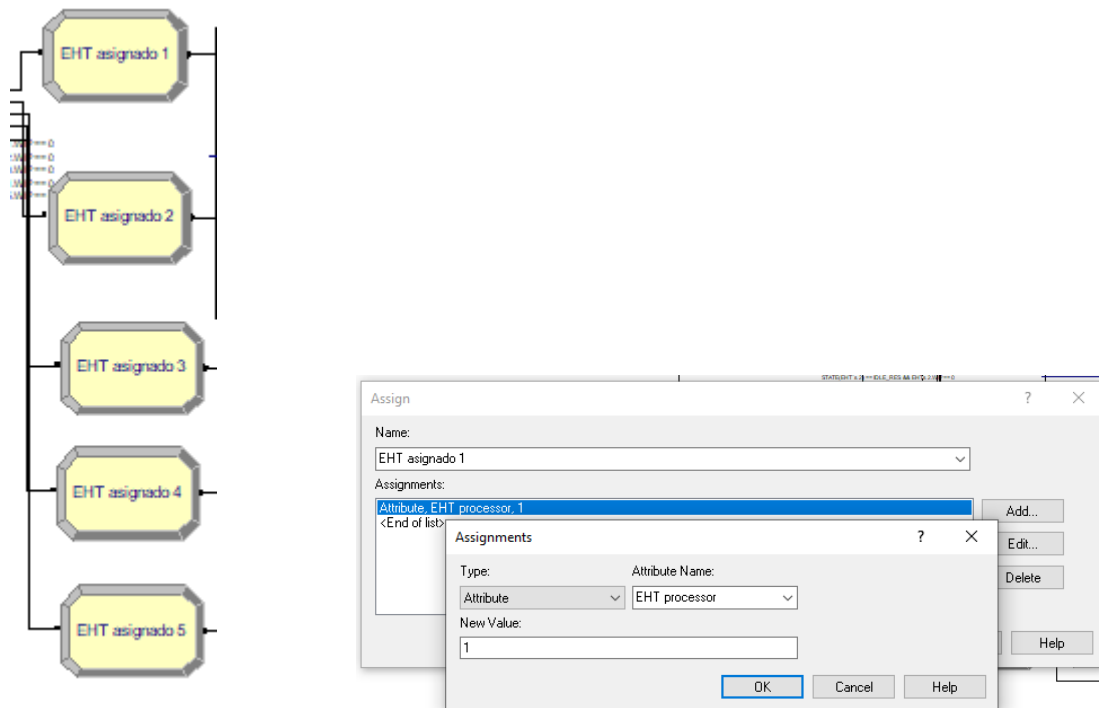 EHT asignado 1
EHT asignado 2
EHT asignado 3
EHT asignado 4
EHT asignado 5
Assign
?
Name:
EHT asignado 1
Assignments:
Attribute, EHT processor, 1
<End of list>
Add...
Edit...
Delete
Help
Assignments
?
Type:
Attribute Name:
Attribute
EHT processor
New Value:
1
OK
Cancel
Help